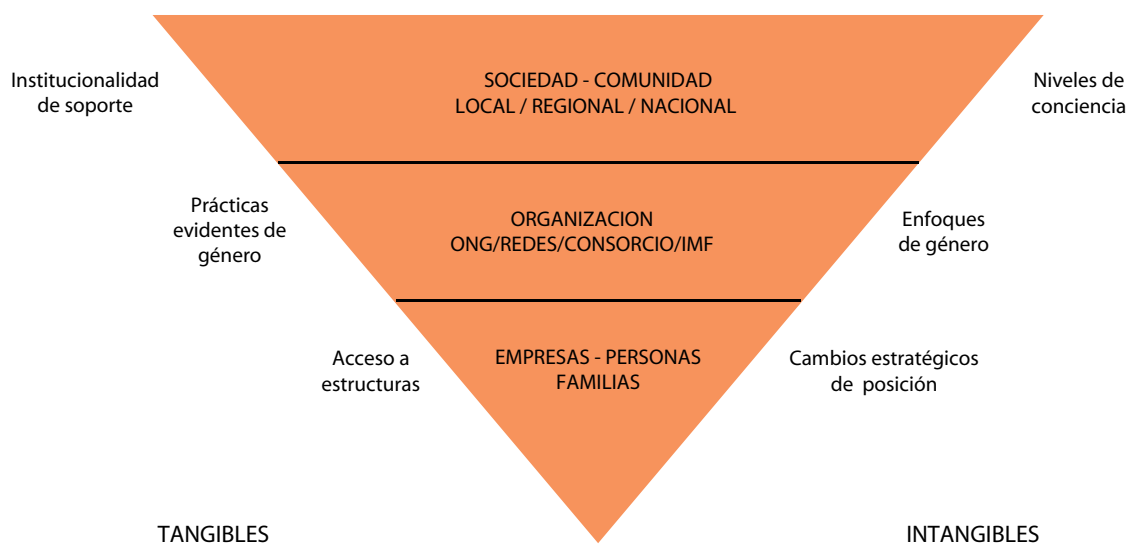 Institucionalidad
de soporte
SOCIEDAD - COMUNIDAD
LOCAL / REGIONAL / NACIONAL
Niveles de
conciencia
Prácticas
evidentes de
género
ORGANIZACION
ONG/REDES/CONSORCIO/IMF
Enfoques
de género
Acceso a
estructuras
EMPRESAS - PERSONAS
FAMILIAS
Cambios estratégicos
de posición
TANGIBLES
INTANGIBLES